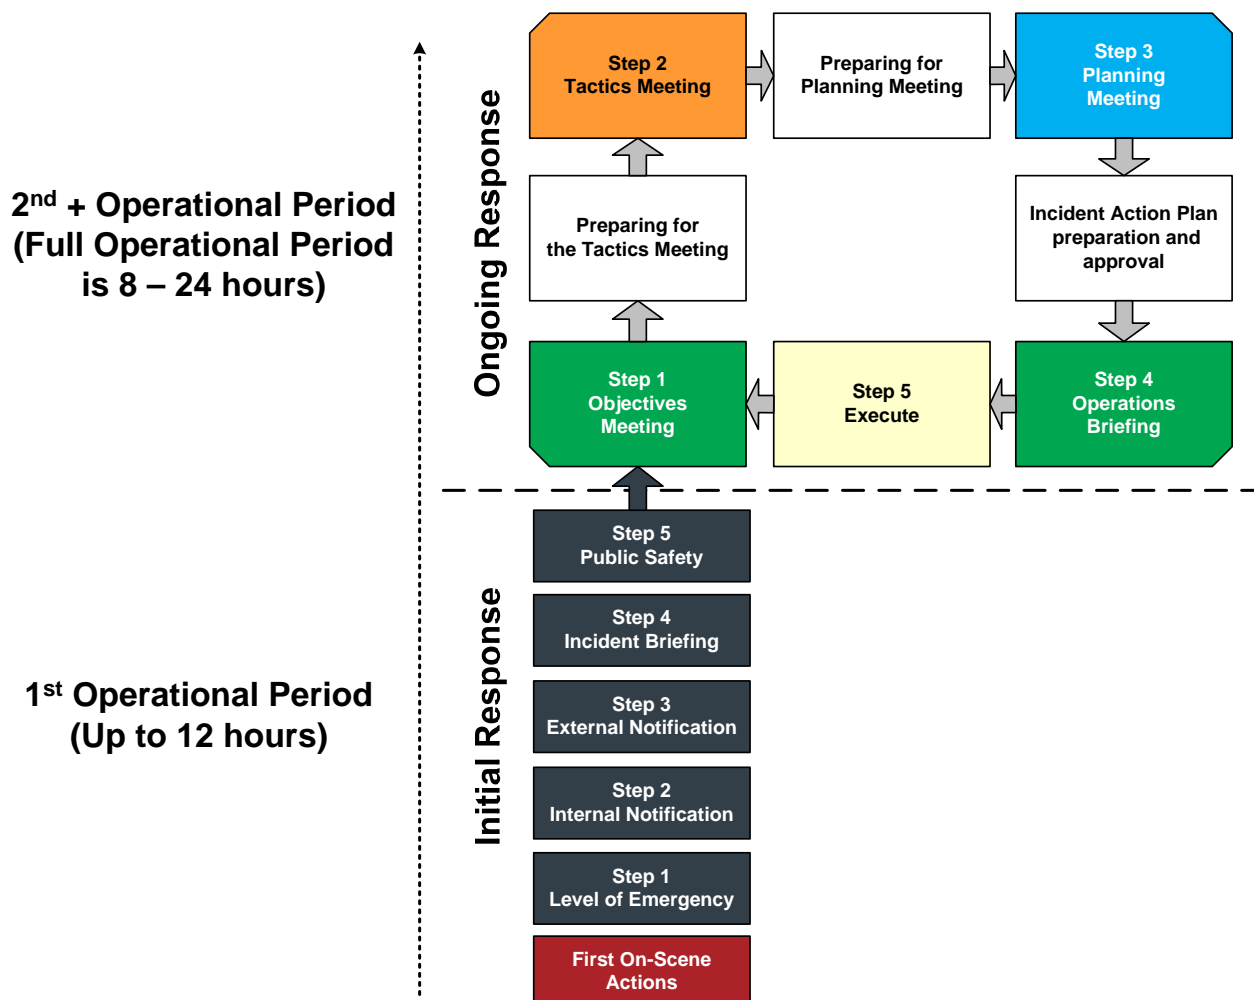 Step 2
Tactics Meeting
Preparing for
Planning Meeting
Step 3
Planning
Meeting
2nd + Operational Period
(Full Operational Period
is 8 – 24 hours)
Ongoing Response
Preparing for
the Tactics Meeting
Incident Action Plan
preparation and
approval
Step 1
Objectives
Meeting
Step 5
Execute
Step 4
Operations
Briefing
1st Operational Period
(Up to 12 hours)
Initial Response
Step 5
Public Safety
Step 4
Incident Briefing
Step 3
External Notification
Step 2
Internal Notification
Step 1
Level of Emergency
First On-Scene
Actions